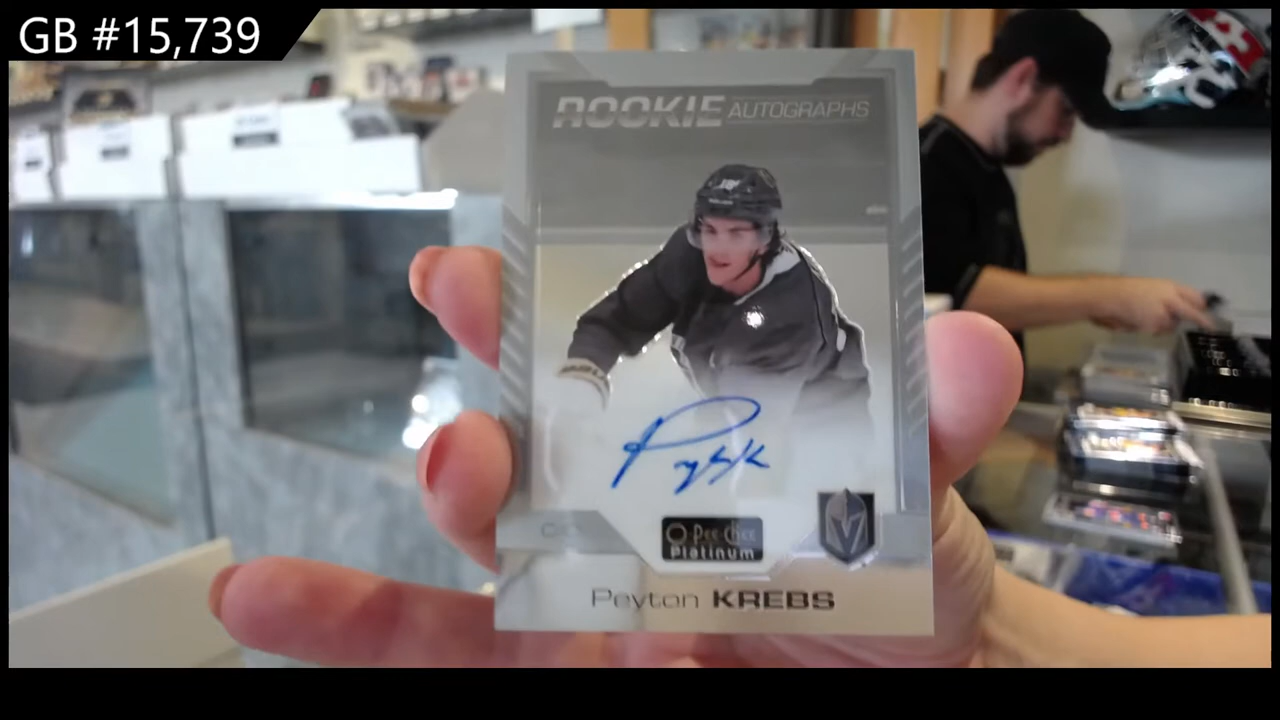 GB #15,739
ROOKIE AUTOGRAPHS
O Pee Chee
Platinum
Peyton KREBS